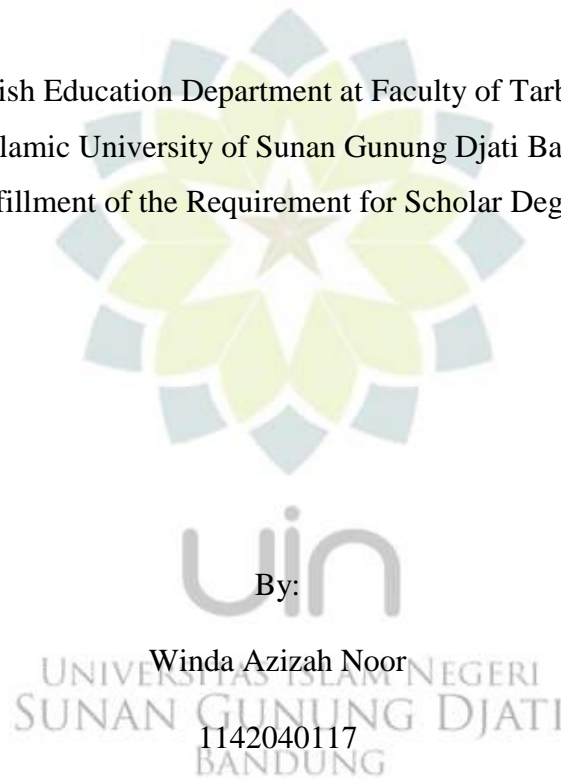 ish Education Department at Faculty of Tarb
lamic University of Sunan Gunung Djati Ba
fillment of the Requirement for Scholar Deg
uin
By:
Winda Azizah Noor
UNIVERSITAS ISLAM NEGERI
SUNAN GUNUNG DJATI
1142040117
BANDUNG